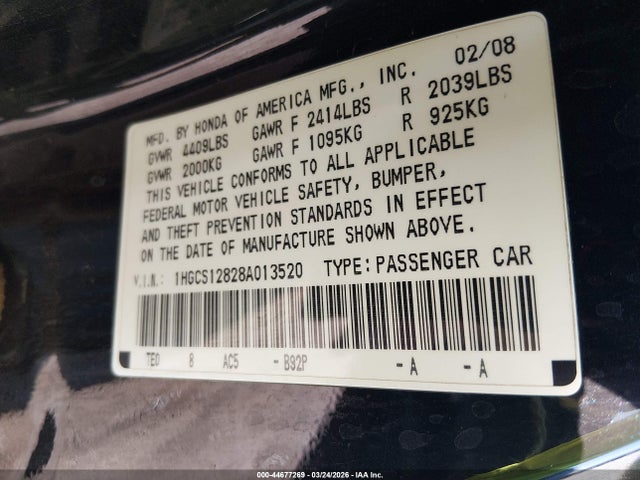 MFD. BY HONDA OF AMERICA MFG., INC. 02/08
GVWR 4409LBS GAWR F 2414LBS R 2039LBS
GVWR 2000KG GAWR F 1095KG R 925KG
THIS VEHICLE CONFORMS TO ALL APPLICABLE
FEDERAL MOTOR VEHICLE SAFETY, BUMPER,
AND THEFT PREVENTION STANDARDS IN EFFECT
ON THE DATE OF MANUFACTURE SHOWN ABOVE.
V.I.N.: 1HGCS12828A013520 TYPE: PASSENGER CAR
TE0 8 AC5 - B92P - A - A
000-44677269 - 03/24/2026 - IAA Inc.